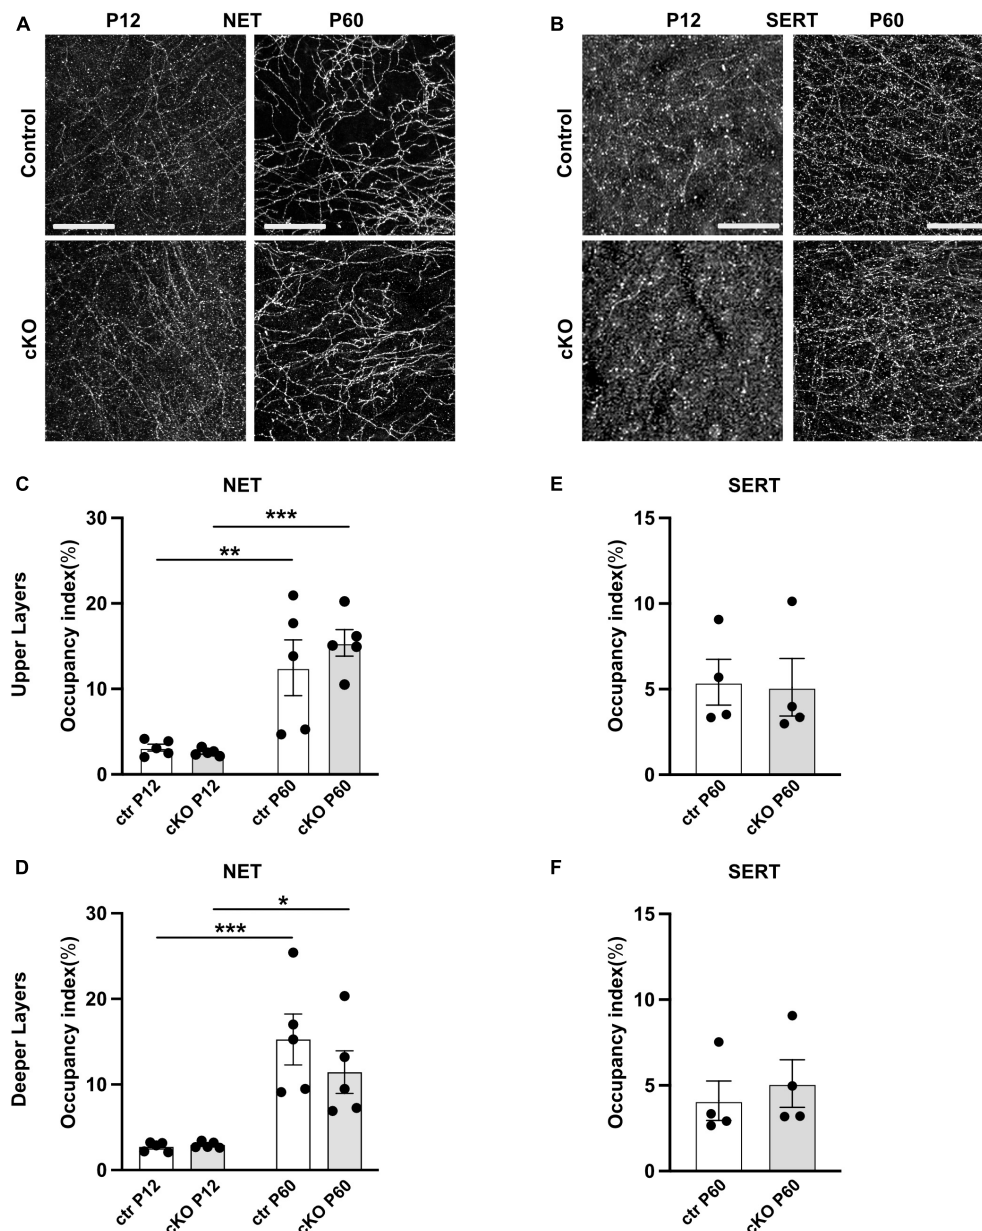 A P12 NET P60
B P12 SERT P60
Control
cKO
Control
cKO
C NET
Upper Layers
Occupancy index(%)
30
20
10
0
***
**
ctr P12
cKO P12
ctr P60
cKO P60
E SERT
Occupancy index(%)
15
10
5
0
ctr P60
cKO P60
D NET
Deeper Layers
Occupancy index(%)
30
20
10
0
*
***
ctr P12
cKO P12
ctr P60
cKO P60
F SERT
Occupancy index(%)
15
10
5
0
ctr P60
cKO P60